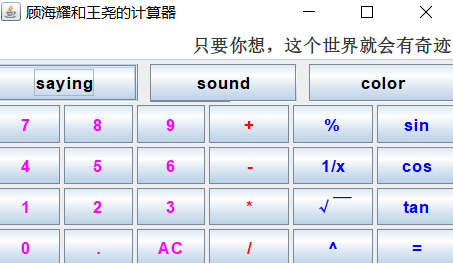 顾海耀和王尧的计算器
只要你想，这个世界就会有奇迹
saying sound color
7 8 9 + % sin
4 5 6 - 1/x cos
1 2 3 * √￣ tan
0 . AC / ^ =